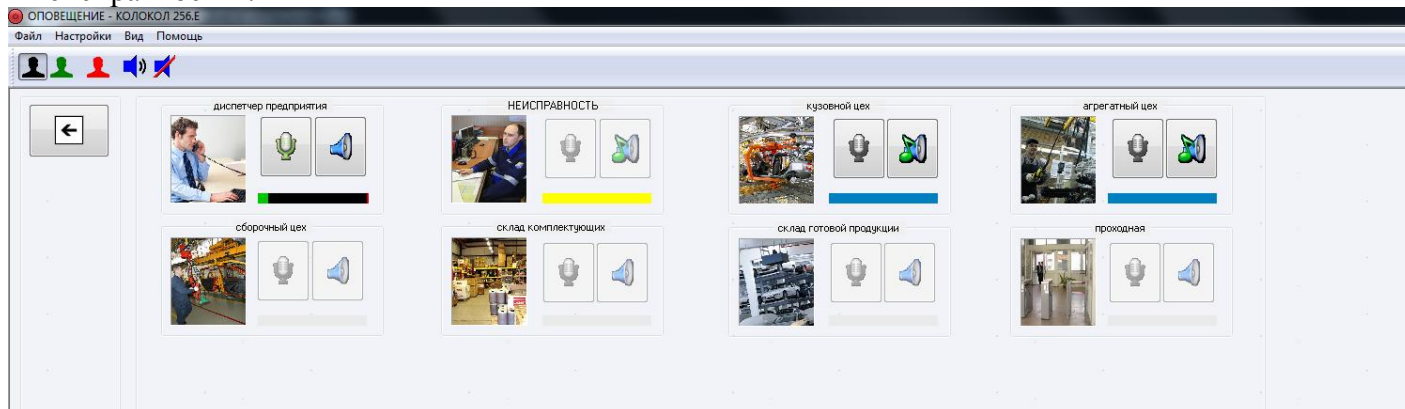 ОПОВЕЩЕНИЕ - КОЛОКОЛ 256.Е
Файл Настройки Вид Помощь
диспетчер предприятия
НЕИСПРАВНОСТЬ
кузовной цех
агрегатный цех
сборочный цех
склад комплектующих
склад готовой продукции
проходная